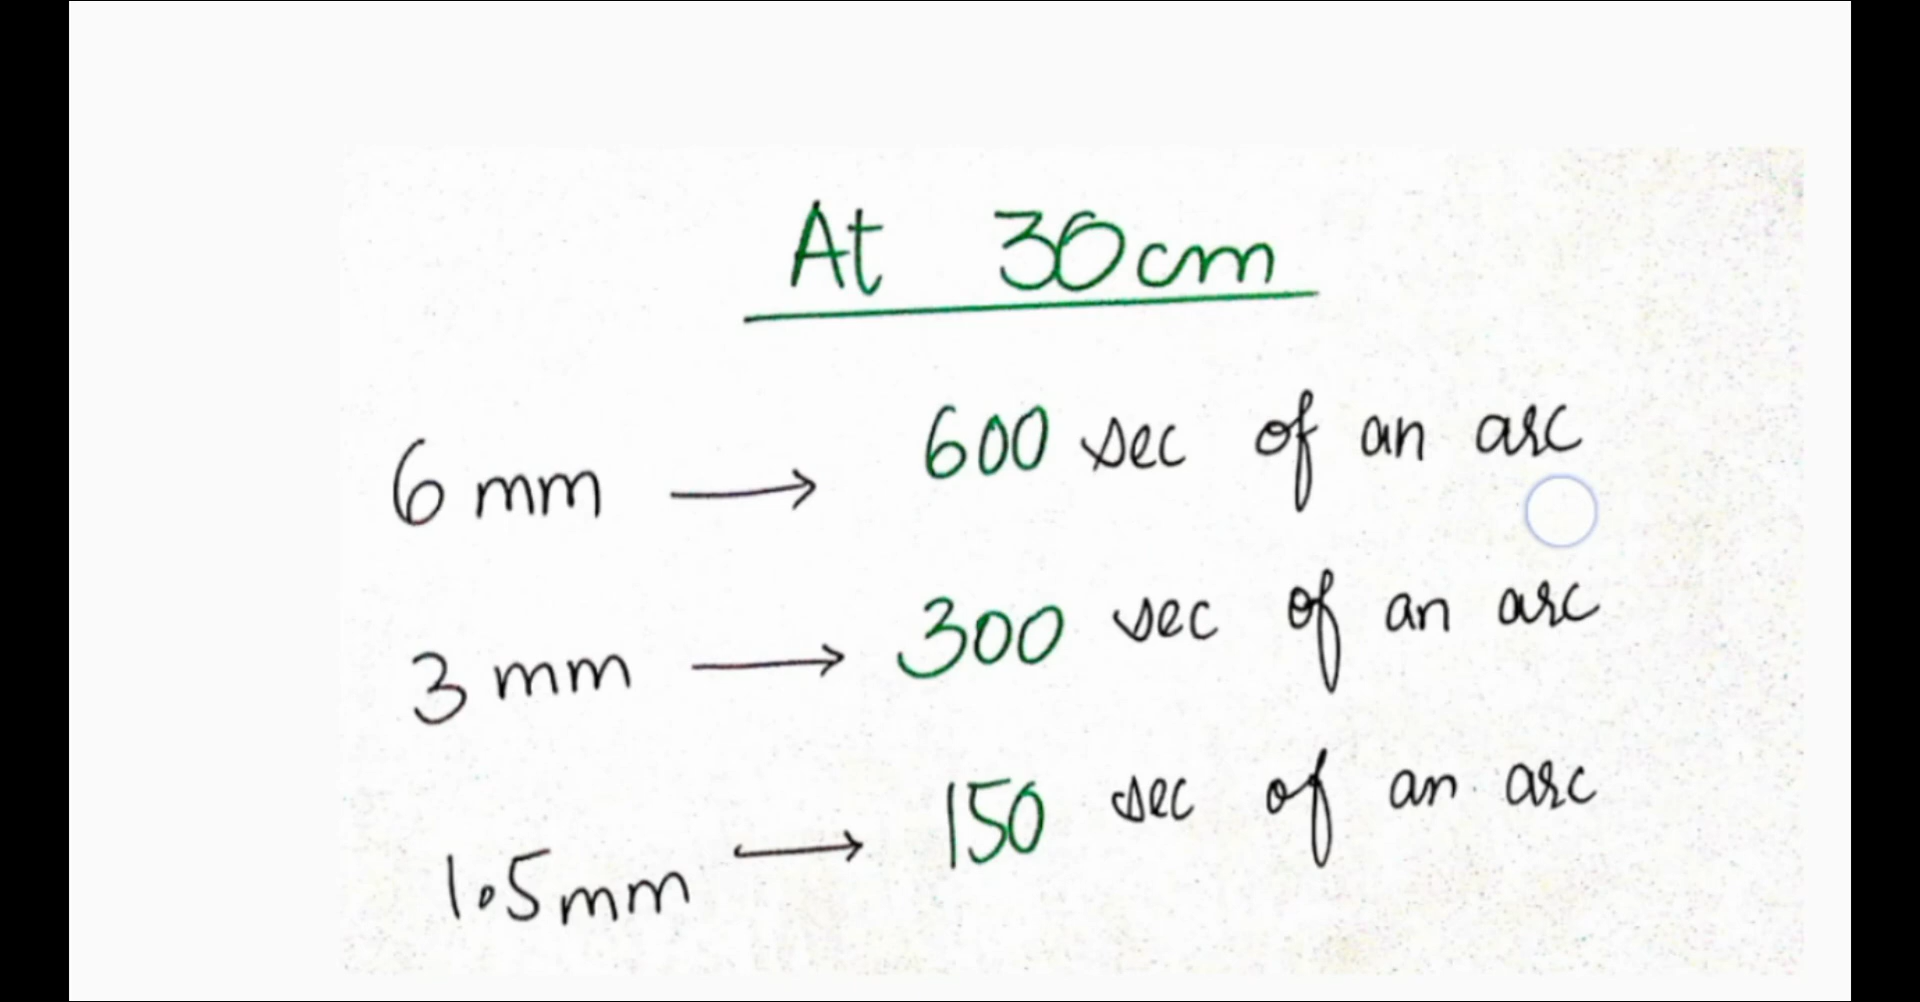 At 30cm
6 mm → 600 sec of an arc
3 mm → 300 sec of an arc
1.5mm → 150 sec of an arc